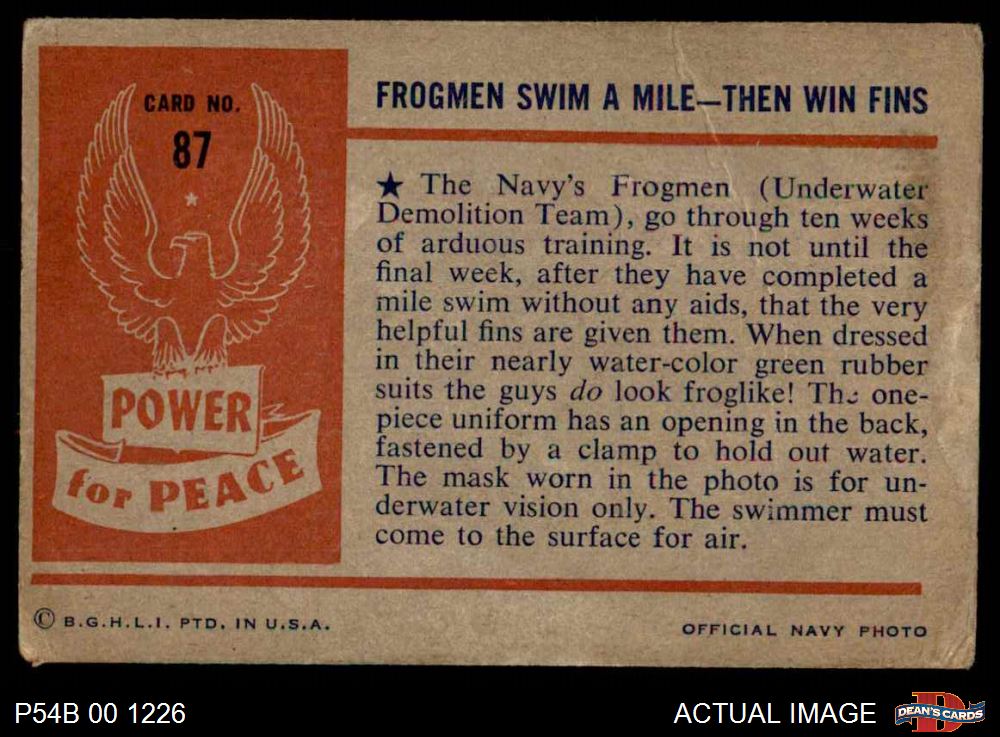 CARD NO.
87
POWER
for PEACE
FROGMEN SWIM A MILE—THEN WIN FINS
★ The Navy's Frogmen (Underwater
Demolition Team), go through ten weeks
of arduous training. It is not until the
final week, after they have completed a
mile swim without any aids, that the very
helpful fins are given them. When dressed
in their nearly water-color green rubber
suits the guys do look froglike! The one-
piece uniform has an opening in the back,
fastened by a clamp to hold out water.
The mask worn in the photo is for un-
derwater vision only. The swimmer must
come to the surface for air.
© B.G.H.L.I. PTD. IN U.S.A.
OFFICIAL NAVY PHOTO
P54B 00 1226
ACTUAL IMAGE
DEAN'S CARDS